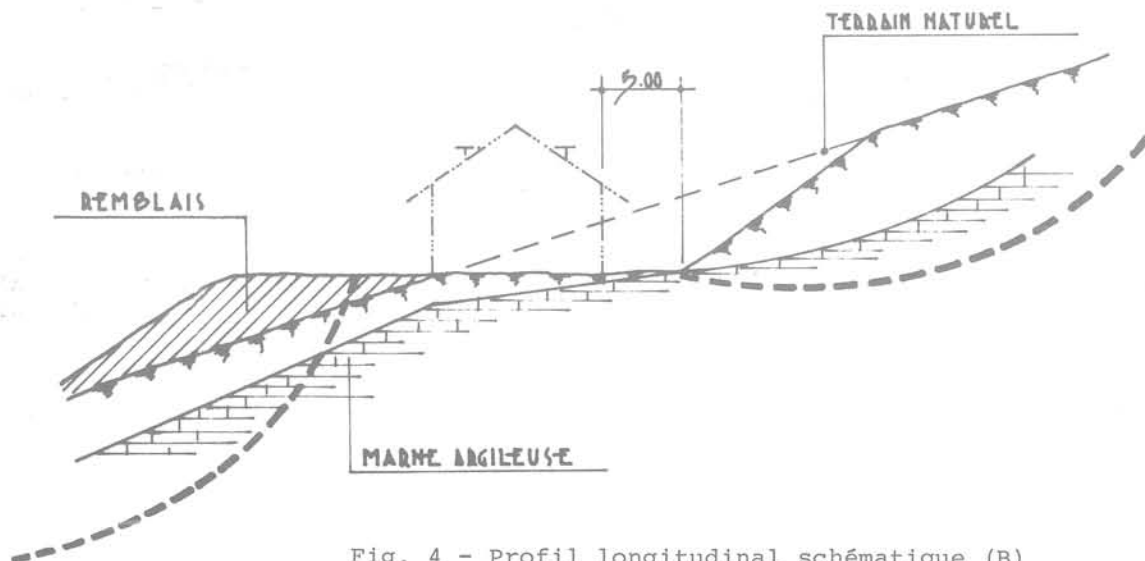 TERRAIN NATUREL
5.00
REMBLAIS
MARNE ARGILEUSE
Fig. 4 - Profil longitudinal schématique (B)